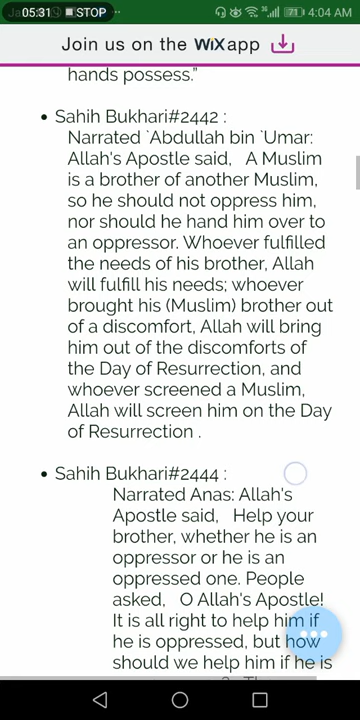 05:31 STOP
71 4:04 AM
Join us on the WiX app
hands possess."
Sahih Bukhari#2442 :
Narrated `Abdullah bin `Umar:
Allah's Apostle said, A Muslim
is a brother of another Muslim,
so he should not oppress him,
nor should he hand him over to
an oppressor. Whoever fulfilled
the needs of his brother, Allah
will fulfill his needs; whoever
brought his (Muslim) brother out
of a discomfort, Allah will bring
him out of the discomforts of
the Day of Resurrection, and
whoever screened a Muslim,
Allah will screen him on the Day
of Resurrection .
Sahih Bukhari#2444 :
Narrated Anas: Allah's
Apostle said, Help your
brother, whether he is an
oppressor or he is an
oppressed one. People
asked, O Allah's Apostle!
It is all right to help him if
he is oppressed, but how
should we help him if he is